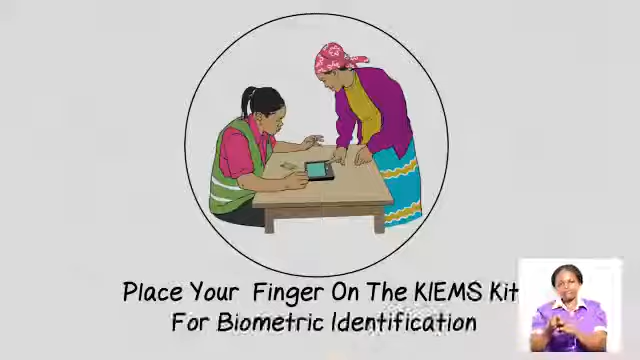 Place Your Finger On The KIEMS Kit
For Biometric Identification